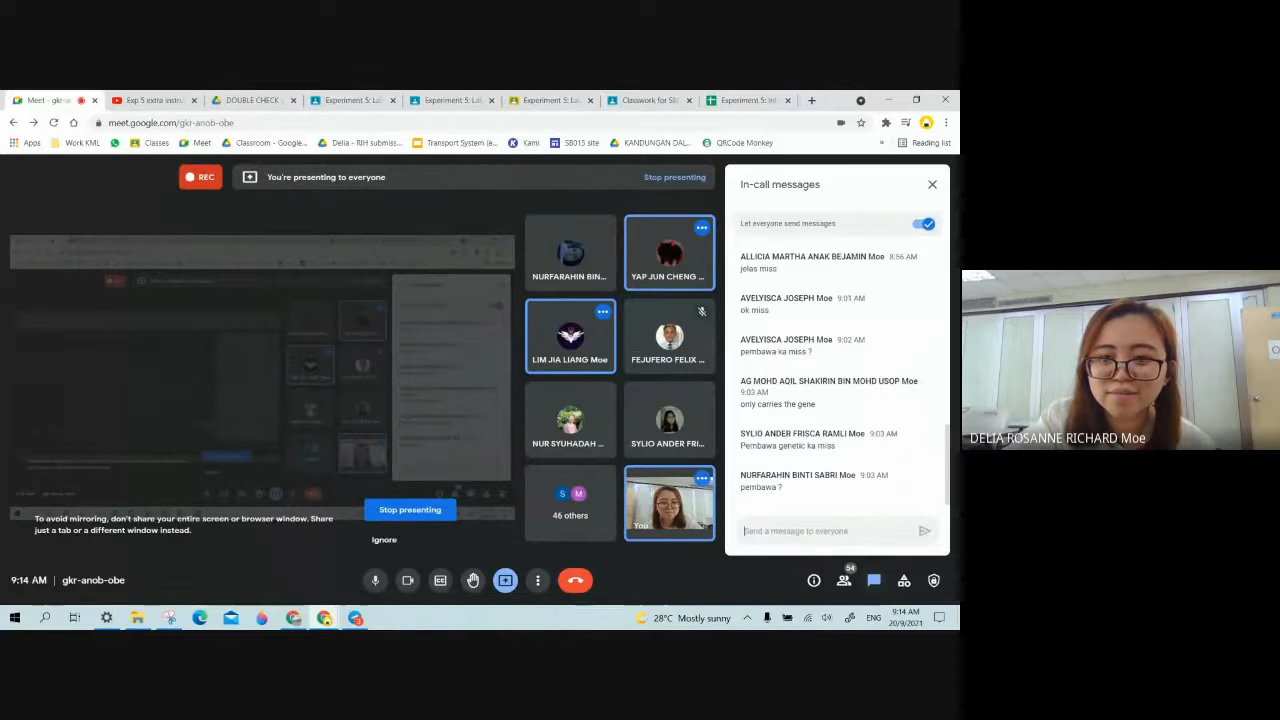 Meet - gkr-a
Exp 5 extra instru
DOUBLE CHECK
Experiment 5: La
Experiment 5: La
Experiment 5: La
Classwork for SB
Experiment 5: Inh
meet.google.com/gkr-anob-obe
Apps
Work KML
Classes
Meet
Classroom - Google...
Delia - RIH submiss...
Transport System (e...
Kami
SB015 site
KANDUNGAN DAL...
QRCode Monkey
»
Reading list
REC
You're presenting to everyone
Stop presenting
In-call messages
Let everyone send messages
NURFARAHIN BIN...
YAP JUN CHENG ...
LIM JIA LIANG Moe
FEJUFERO FELIX ...
NUR SYUHADAH ...
SYLIO ANDER FRI...
S M
46 others
You
ALLICIA MARTHA ANAK BEJAMIN Moe 8:56 AM
jelas miss
AVELYISCA JOSEPH Moe 9:01 AM
ok miss
AVELYISCA JOSEPH Moe 9:02 AM
pembawa ka miss ?
AG MOHD AQIL SHAKIRIN BIN MOHD USOP Moe
9:03 AM
only carries the gene
SYLIO ANDER FRISCA RAMLI Moe 9:03 AM
Pembawa genetic ka miss
NURFARAHIN BINTI SABRI Moe 9:03 AM
pembawa ?
Send a message to everyone
To avoid mirroring, don't share your entire screen or browser window. Share
just a tab or a different window instead.
Stop presenting
Ignore
9:14 AM | gkr-anob-obe
54
28°C Mostly sunny
ENG
9:14 AM
20/9/2021
DELIA ROSANNE RICHARD Moe